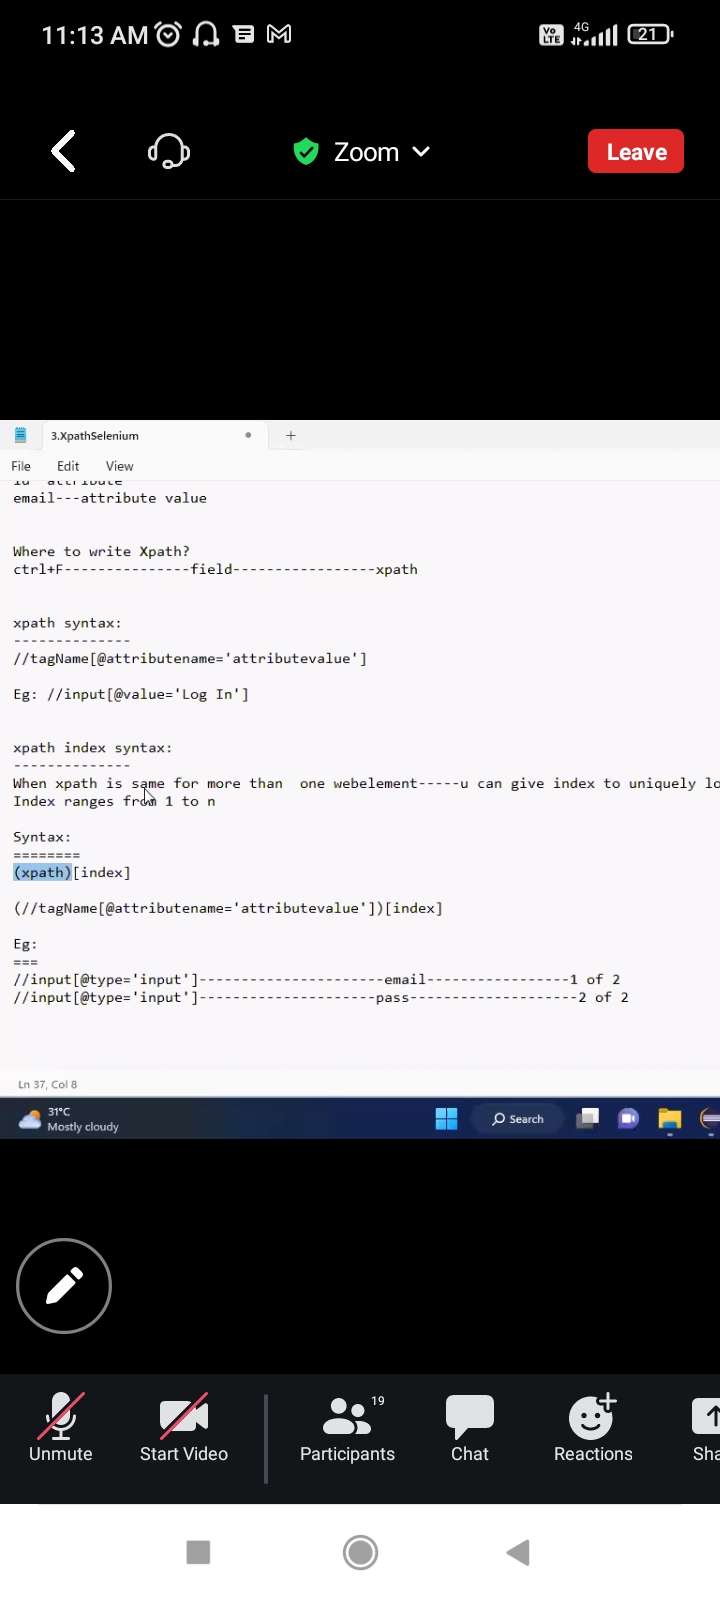 11:13 AM
Vo LTE 4G 21
Zoom
Leave
3.XpathSelenium
File Edit View
id attribute
email---attribute value
Where to write Xpath?
ctrl+F---------------field-----------------xpath
xpath syntax:
--------------
//tagName[@attributename='attributevalue']
Eg: //input[@value='Log In']
xpath index syntax:
--------------
When xpath is same for more than  one webelement-----u can give index to uniquely lo
Index ranges from 1 to n
Syntax:
========
(xpath)[index]
(//tagName[@attributename='attributevalue'])[index]
Eg:
===
//input[@type='input']----------------------email-----------------1 of 2
//input[@type='input']---------------------pass--------------------2 of 2
Ln 37, Col 8
31°C
Mostly cloudy
Search
19
Unmute Start Video Participants Chat Reactions Sha